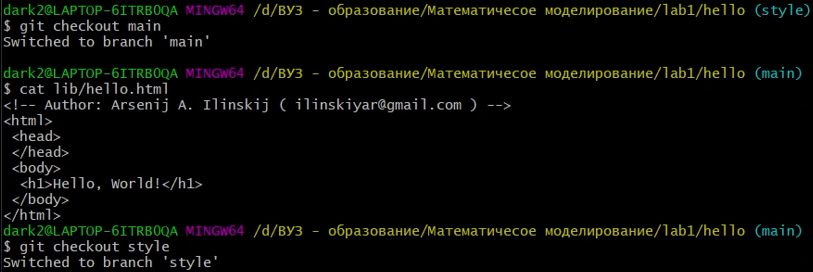 dark2@LAPTOP-6ITRB0QA MINGW64 /d/ВУЗ - образование/Математичесое моделирование/lab1/hello (style)
$ git checkout main
Switched to branch 'main'
dark2@LAPTOP-6ITRB0QA MINGW64 /d/ВУЗ - образование/Математичесое моделирование/lab1/hello (main)
$ cat lib/hello.html
<!-- Author: Arsenij A. Ilinskij ( ilinskiyar@gmail.com ) -->
<html>
 <head>
 </head>
 <body>
  <h1>Hello, World!</h1>
 </body>
</html>
dark2@LAPTOP-6ITRB0QA MINGW64 /d/ВУЗ - образование/Математичесое моделирование/lab1/hello (main)
$ git checkout style
Switched to branch 'style'